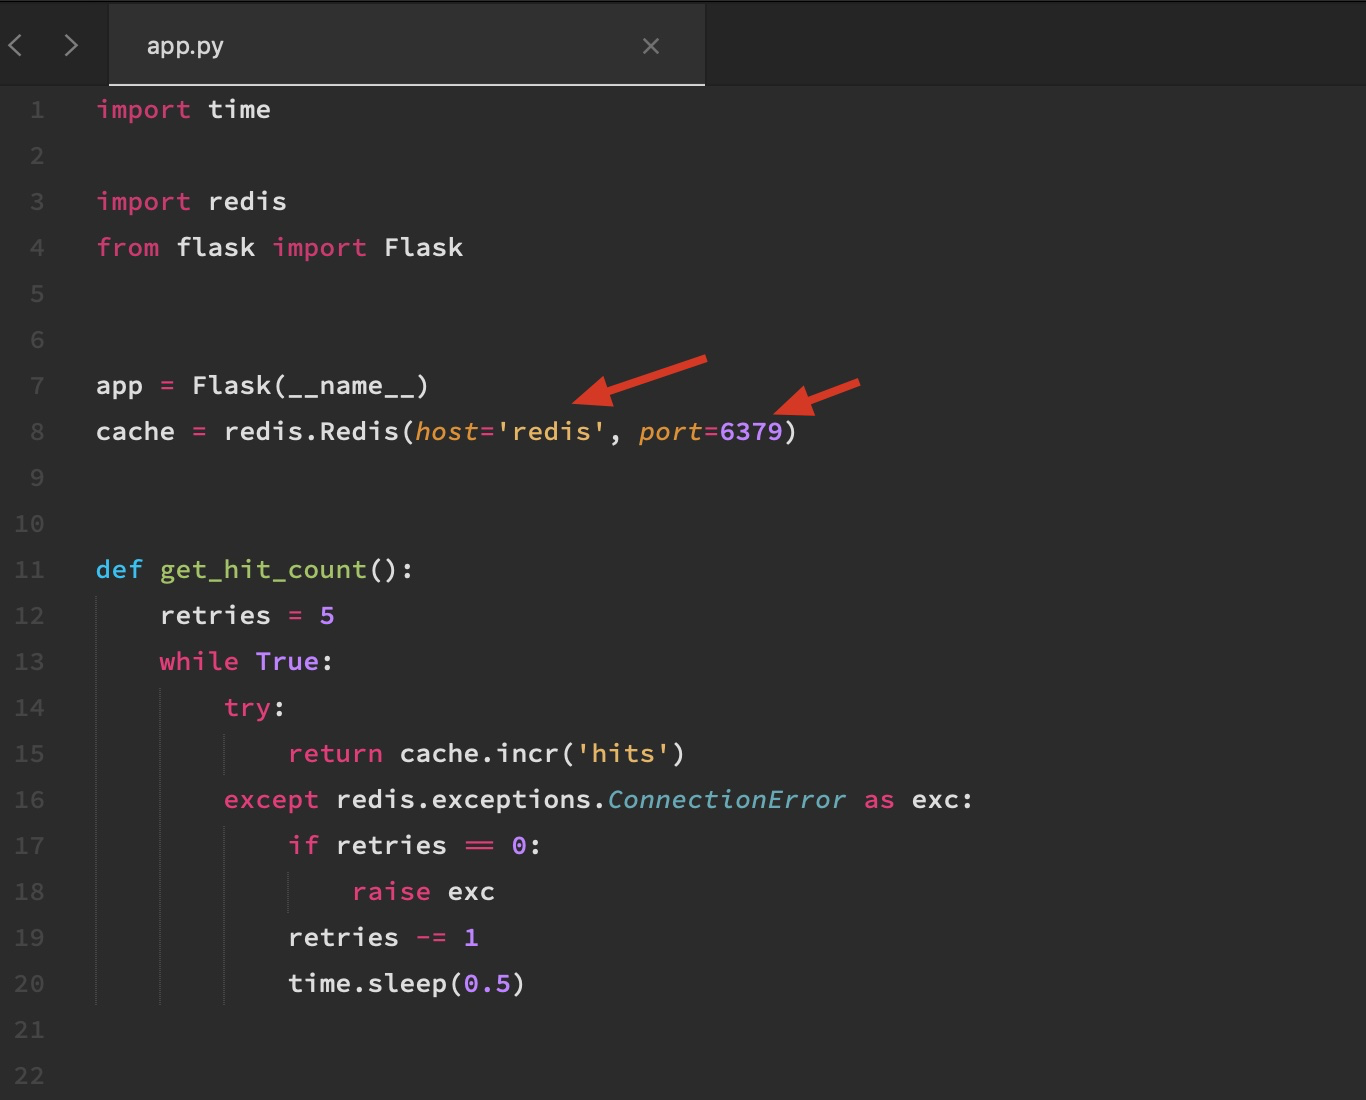 app.py
1 import time
2
3 import redis
4 from flask import Flask
5
6
7 app = Flask(__name__)
8 cache = redis.Redis(host='redis', port=6379)
9
10
11 def get_hit_count():
12     retries = 5
13     while True:
14         try:
15             return cache.incr('hits')
16         except redis.exceptions.ConnectionError as exc:
17             if retries == 0:
18                 raise exc
19             retries -= 1
20             time.sleep(0.5)
21
22